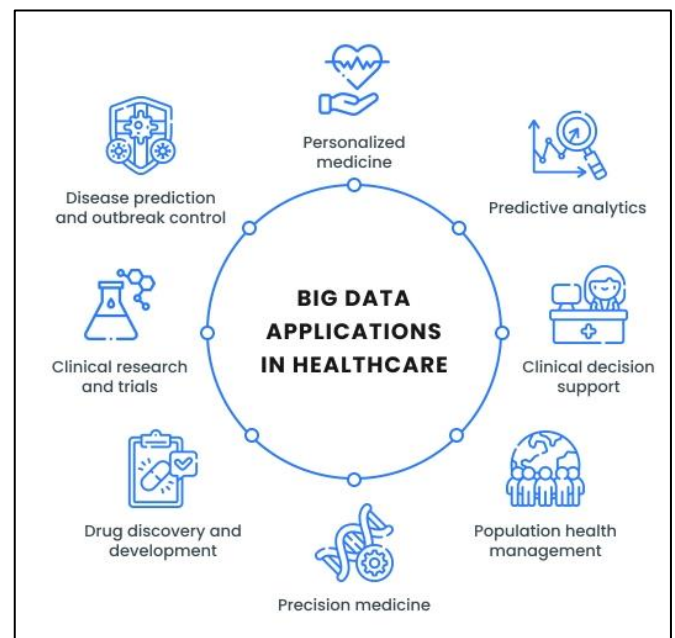 Personalized
medicine
Predictive analytics
Clinical decision
support
Population health
management
Precision medicine
Drug discovery and
development
Clinical research
and trials
Disease prediction
and outbreak control
BIG DATA
APPLICATIONS
IN HEALTHCARE